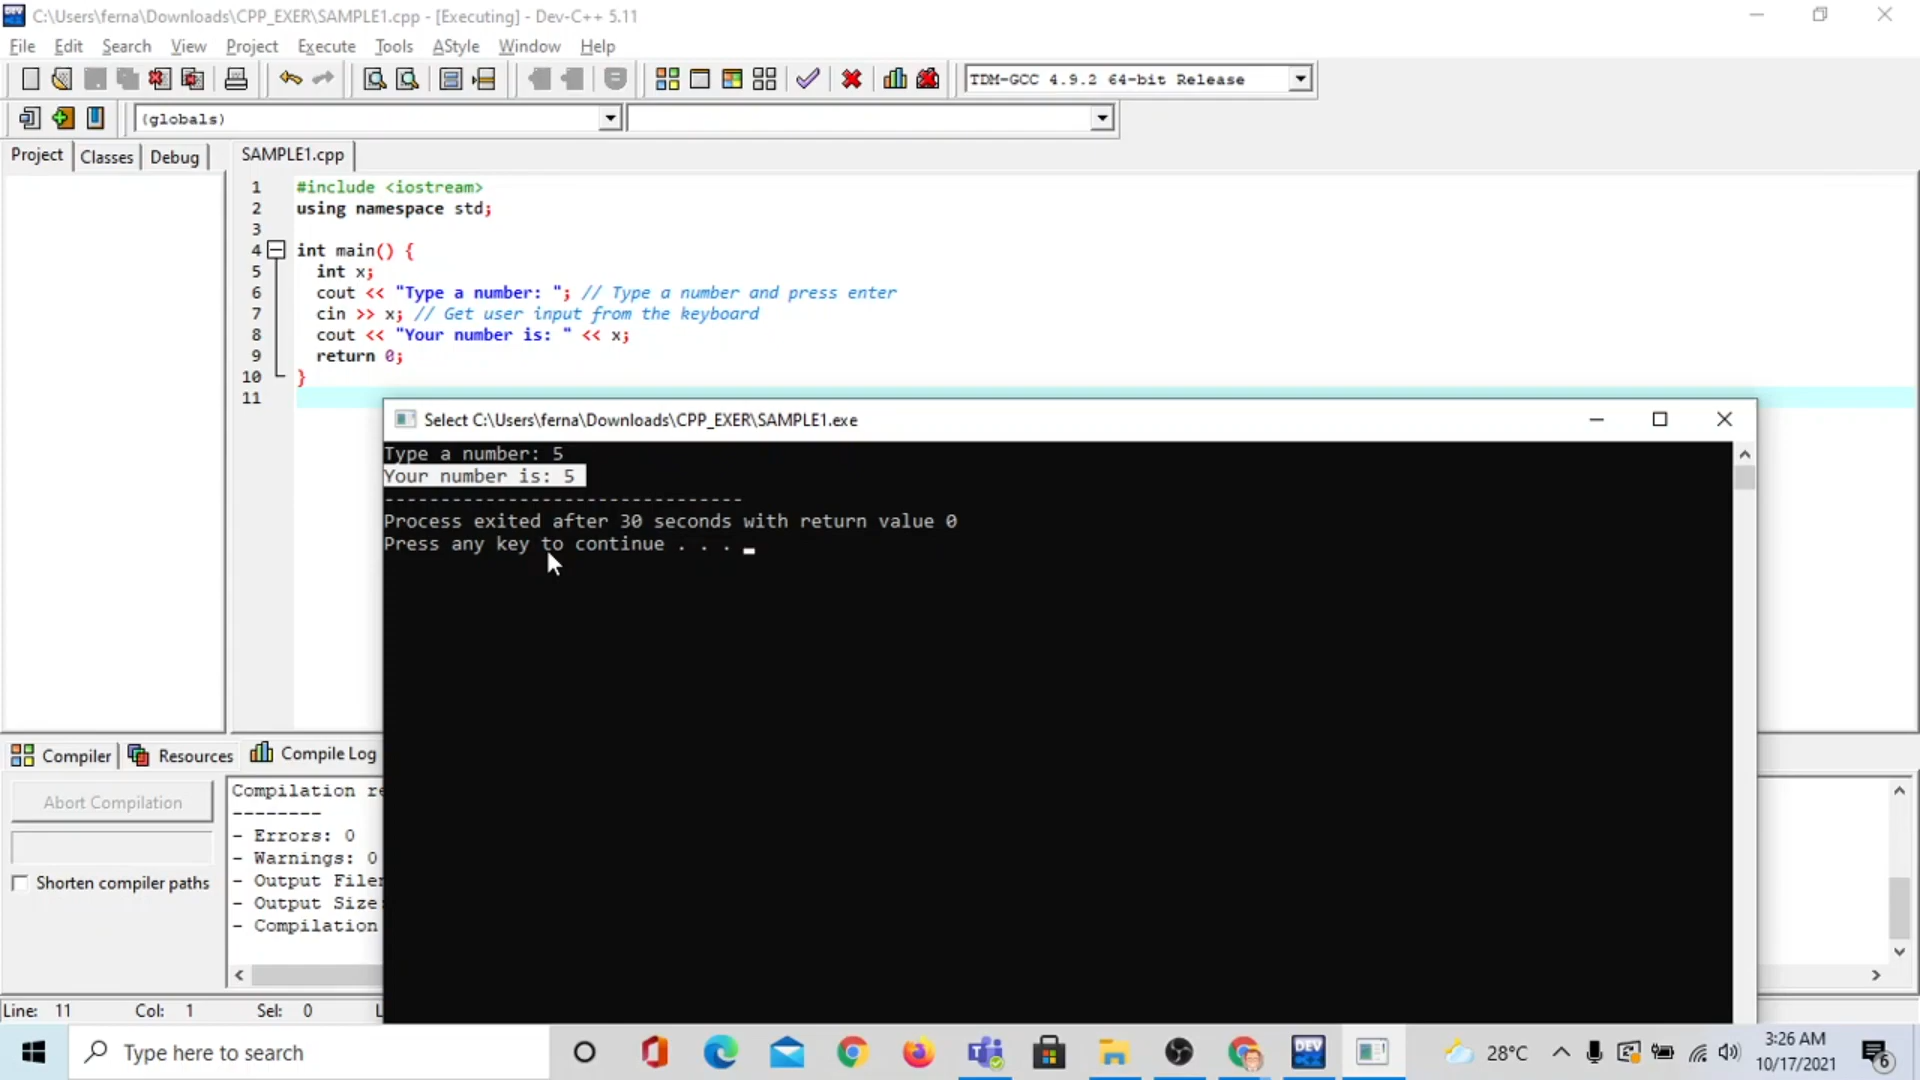 C:\Users\ferna\Downloads\CPP_EXER\SAMPLE1.cpp - [Executing] - Dev-C++ 5.11
File Edit Search View Project Execute Tools AStyle Window Help
TDM-GCC 4.9.2 64-bit Release
(globals)
Project Classes Debug SAMPLE1.cpp
1 #include <iostream>
2 using namespace std;
3
4 int main() {
5 int x;
6 cout << "Type a number: "; // Type a number and press enter
7 cin >> x; // Get user input from the keyboard
8 cout << "Your number is: " << x;
9 return 0;
10 }
11
Select C:\Users\ferna\Downloads\CPP_EXER\SAMPLE1.exe
Type a number: 5
Your number is: 5
--------------------------------
Process exited after 30 seconds with return value 0
Press any key to continue . . .
Compiler Resources Compile Log
Abort Compilation
Shorten compiler paths
Compilation re
--------
- Errors: 0
- Warnings: 0
- Output File
- Output Size:
- Compilation
Line: 11 Col: 1 Sel: 0 L
Type here to search
DEV
28°C
3:26 AM
10/17/2021
6